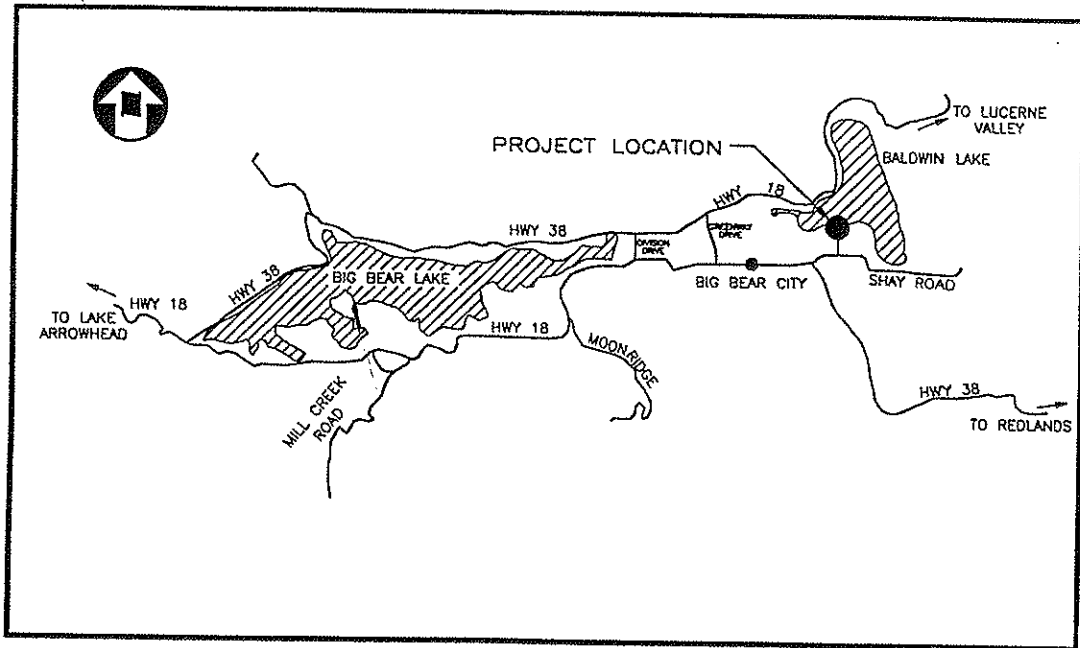 TO LUCERNE
VALLEY
PROJECT LOCATION
BALDWIN LAKE
HWY 18
HWY 38
DIVISION
DRIVE
GREENWAY
DRIVE
HWY 38
BIG BEAR LAKE
BIG BEAR CITY
SHAY ROAD
HWY 18
TO LAKE
ARROWHEAD
HWY 18
MOONRIDGE
MILL CREEK
ROAD
HWY 38
TO REDLANDS